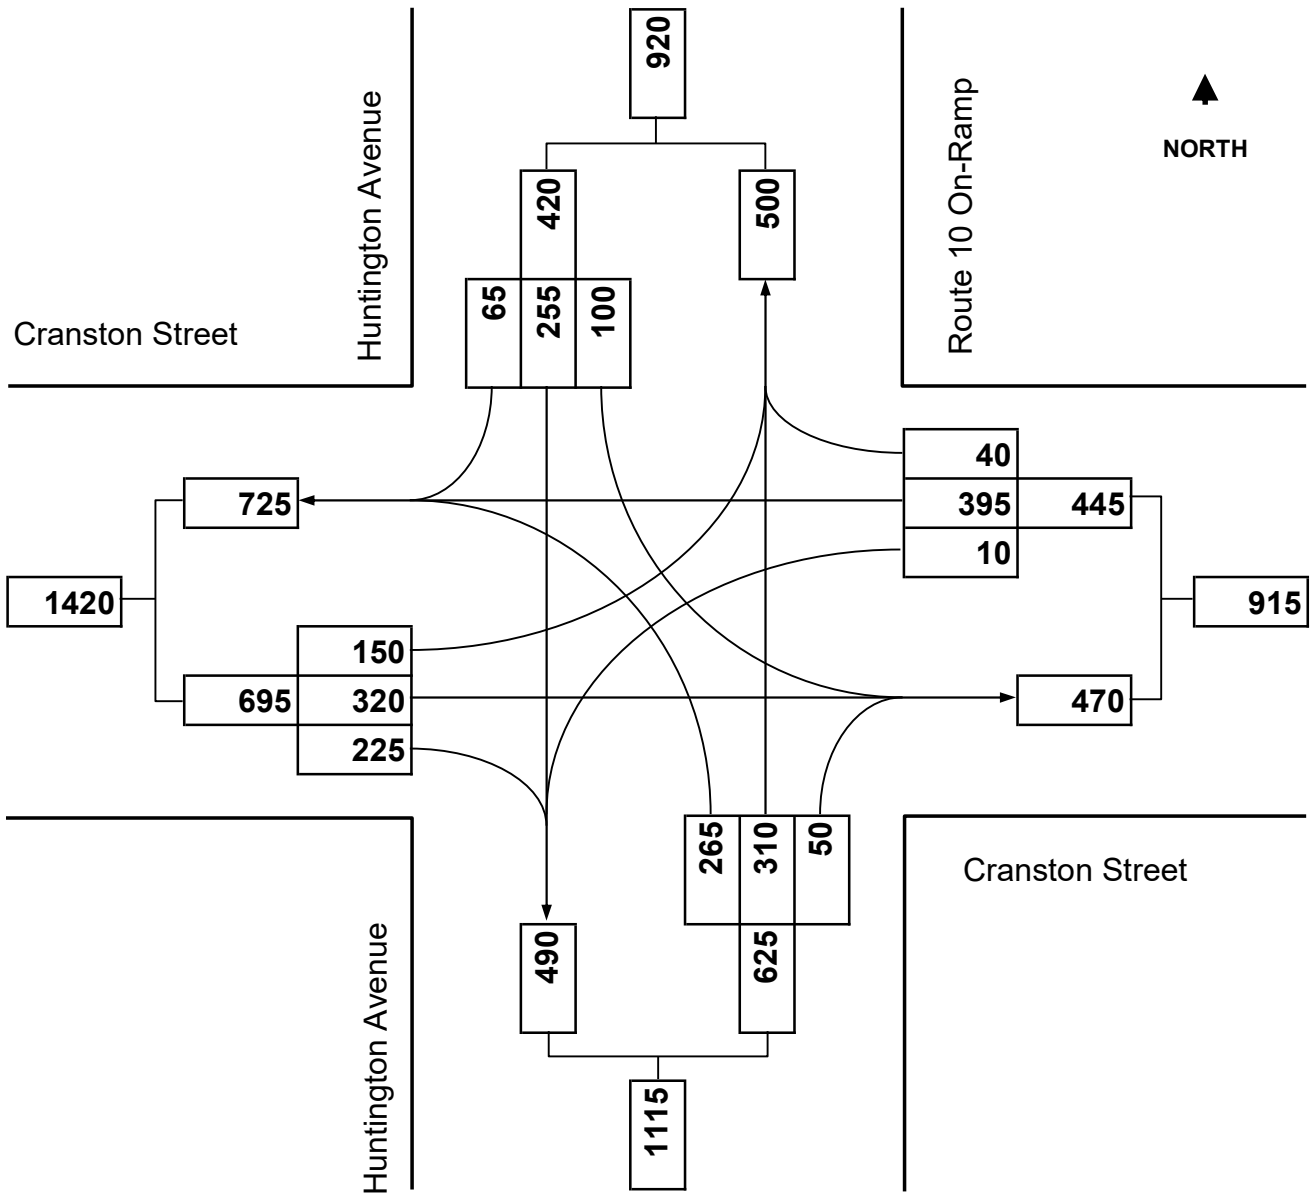 920
Huntington Avenue
Route 10 On-Ramp
NORTH
420
500
65 255 100
Cranston Street
40
725
395 445
10
1420
915
150
695 320
470
225
265 310 50
Cranston Street
490
625
Huntington Avenue
1115